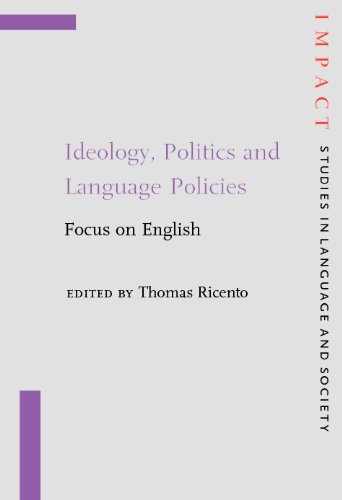 Ideology, Politics and
Language Policies
Focus on English
EDITED BY Thomas Ricento
IMPACT STUDIES IN LANGUAGE AND SOCIETY